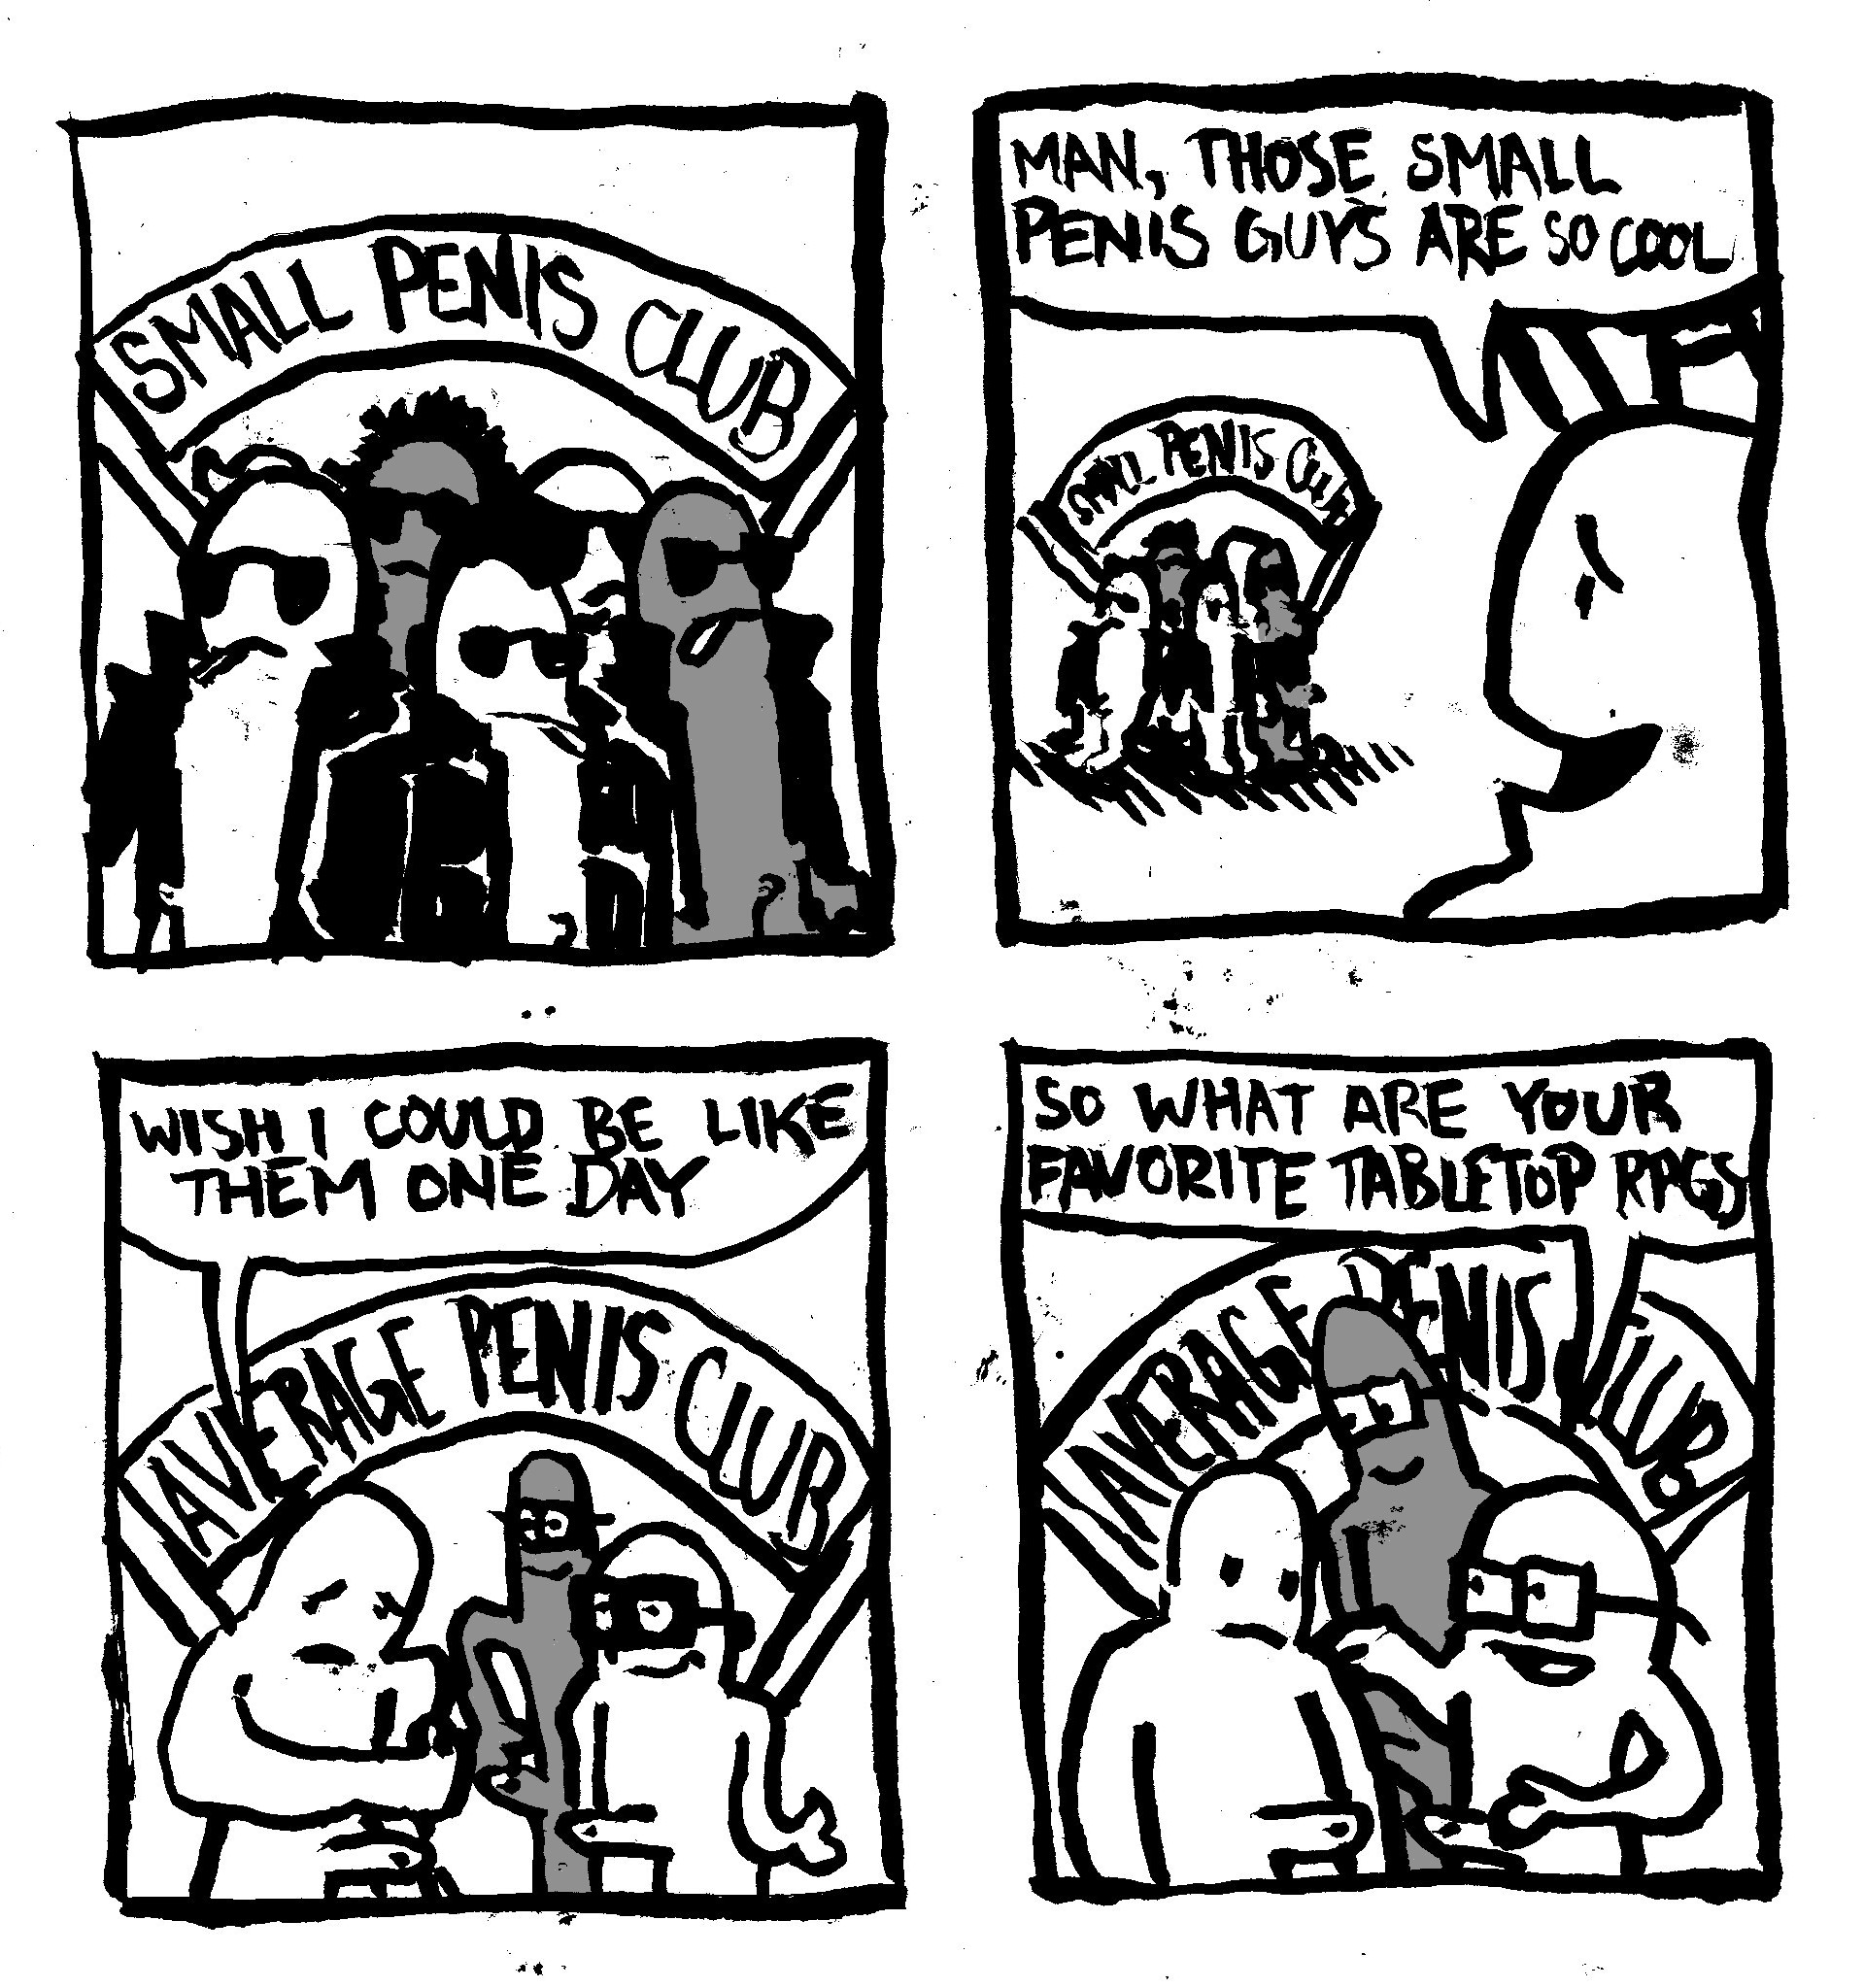 SMALL PENIS CLUB
MAN, THOSE SMALL
PENIS GUYS ARE SO COOL
SMALL PENIS CLUB
WISH I COULD BE LIKE
THEM ONE DAY
AVERAGE PENIS CLUB
SO WHAT ARE YOUR
FAVORITE TABLETOP RPGS
AVERAGE PENIS CLUB